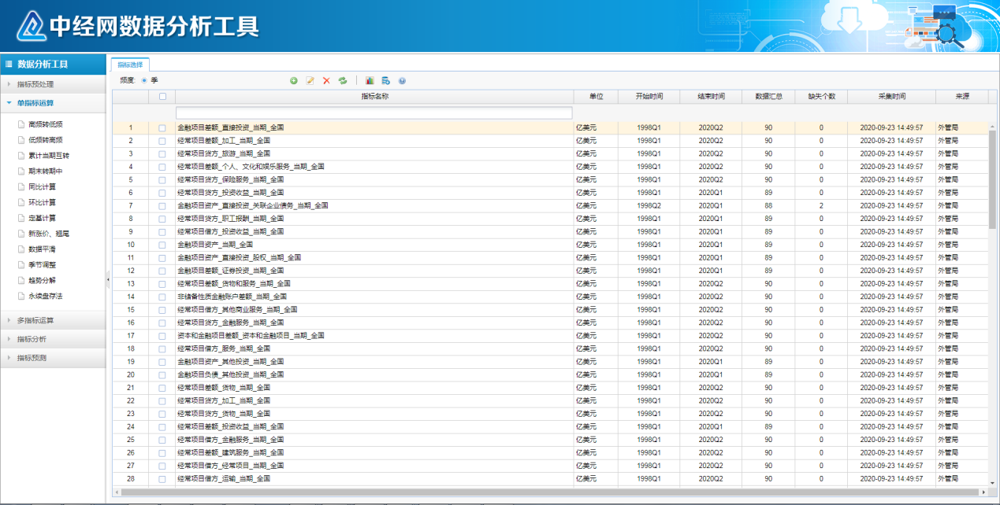 中经网数据分析工具
数据分析工具
指标预处理
单指标运算
高频转低频
低频转高频
累计当期互转
期末转期中
同比计算
环比计算
定基计算
新涨价、翘尾
数据平滑
季节调整
趋势分解
永续盘存法
多指标运算
指标分析
指标预测
指标选择
频度: 季
指标名称 单位 开始时间 结束时间 数据汇总 缺失个数 采集时间 来源
1 金融项目差额_直接投资_当期_全国 亿美元 1998Q1 2020Q2 90 0 2020-09-23 14:49:57 外管局
2 经常项目差额_加工_当期_全国 亿美元 1998Q1 2020Q2 90 0 2020-09-23 14:49:57 外管局
3 经常项目贷方_旅游_当期_全国 亿美元 1998Q1 2020Q2 90 0 2020-09-23 14:49:57 外管局
4 经常项目差额_个人、文化和娱乐服务_当期_全国 亿美元 1998Q1 2020Q2 90 0 2020-09-23 14:49:57 外管局
5 经常项目贷方_保险服务_当期_全国 亿美元 1998Q1 2020Q2 90 0 2020-09-23 14:49:57 外管局
6 经常项目贷方_投资收益_当期_全国 亿美元 1998Q1 2020Q1 89 0 2020-09-23 14:49:57 外管局
7 金融项目资产_直接投资_关联企业债务_当期_全国 亿美元 1998Q2 2020Q1 88 2 2020-09-23 14:49:57 外管局
8 经常项目贷方_职工报酬_当期_全国 亿美元 1998Q1 2020Q1 89 0 2020-09-23 14:49:57 外管局
9 经常项目借方_投资收益_当期_全国 亿美元 1998Q1 2020Q1 89 0 2020-09-23 14:49:57 外管局
10 金融项目资产_当期_全国 亿美元 1998Q1 2020Q1 89 0 2020-09-23 14:49:57 外管局
11 金融项目资产_直接投资_股权_当期_全国 亿美元 1998Q1 2020Q1 89 0 2020-09-23 14:49:57 外管局
12 金融项目差额_证券投资_当期_全国 亿美元 1998Q1 2020Q1 89 0 2020-09-23 14:49:57 外管局
13 经常项目差额_货物和服务_当期_全国 亿美元 1998Q1 2020Q2 90 0 2020-09-23 14:49:57 外管局
14 非储备性质金融账户差额_当期_全国 亿美元 1998Q1 2020Q2 90 0 2020-09-23 14:49:57 外管局
15 经常项目借方_其他商业服务_当期_全国 亿美元 1998Q1 2020Q2 90 0 2020-09-23 14:49:57 外管局
16 经常项目贷方_金融服务_当期_全国 亿美元 1998Q1 2020Q2 90 0 2020-09-23 14:49:57 外管局
17 资本和金融项目差额_资本和金融项目_当期_全国 亿美元 1998Q1 2020Q2 90 0 2020-09-23 14:49:57 外管局
18 经常项目借方_服务_当期_全国 亿美元 1998Q1 2020Q2 90 0 2020-09-23 14:49:57 外管局
19 金融项目资产_其他投资_当期_全国 亿美元 1998Q1 2020Q1 89 0 2020-09-23 14:49:57 外管局
20 金融项目负债_其他投资_当期_全国 亿美元 1998Q1 2020Q1 89 0 2020-09-23 14:49:57 外管局
21 经常项目差额_货物_当期_全国 亿美元 1998Q1 2020Q2 90 0 2020-09-23 14:49:57 外管局
22 经常项目贷方_加工_当期_全国 亿美元 1998Q1 2020Q2 90 0 2020-09-23 14:49:57 外管局
23 经常项目贷方_货物_当期_全国 亿美元 1998Q1 2020Q2 90 0 2020-09-23 14:49:57 外管局
24 经常项目差额_投资收益_当期_全国 亿美元 1998Q1 2020Q1 89 0 2020-09-23 14:49:57 外管局
25 经常项目借方_金融服务_当期_全国 亿美元 1998Q1 2020Q2 90 0 2020-09-23 14:49:57 外管局
26 经常项目差额_建筑服务_当期_全国 亿美元 1998Q1 2020Q2 90 0 2020-09-23 14:49:57 外管局
27 经常项目借方_经常项目_当期_全国 亿美元 1998Q1 2020Q2 90 0 2020-09-23 14:49:57 外管局
28 经常项目借方_运输_当期_全国 亿美元 1998Q1 2020Q2 90 0 2020-09-23 14:49:57 外管局